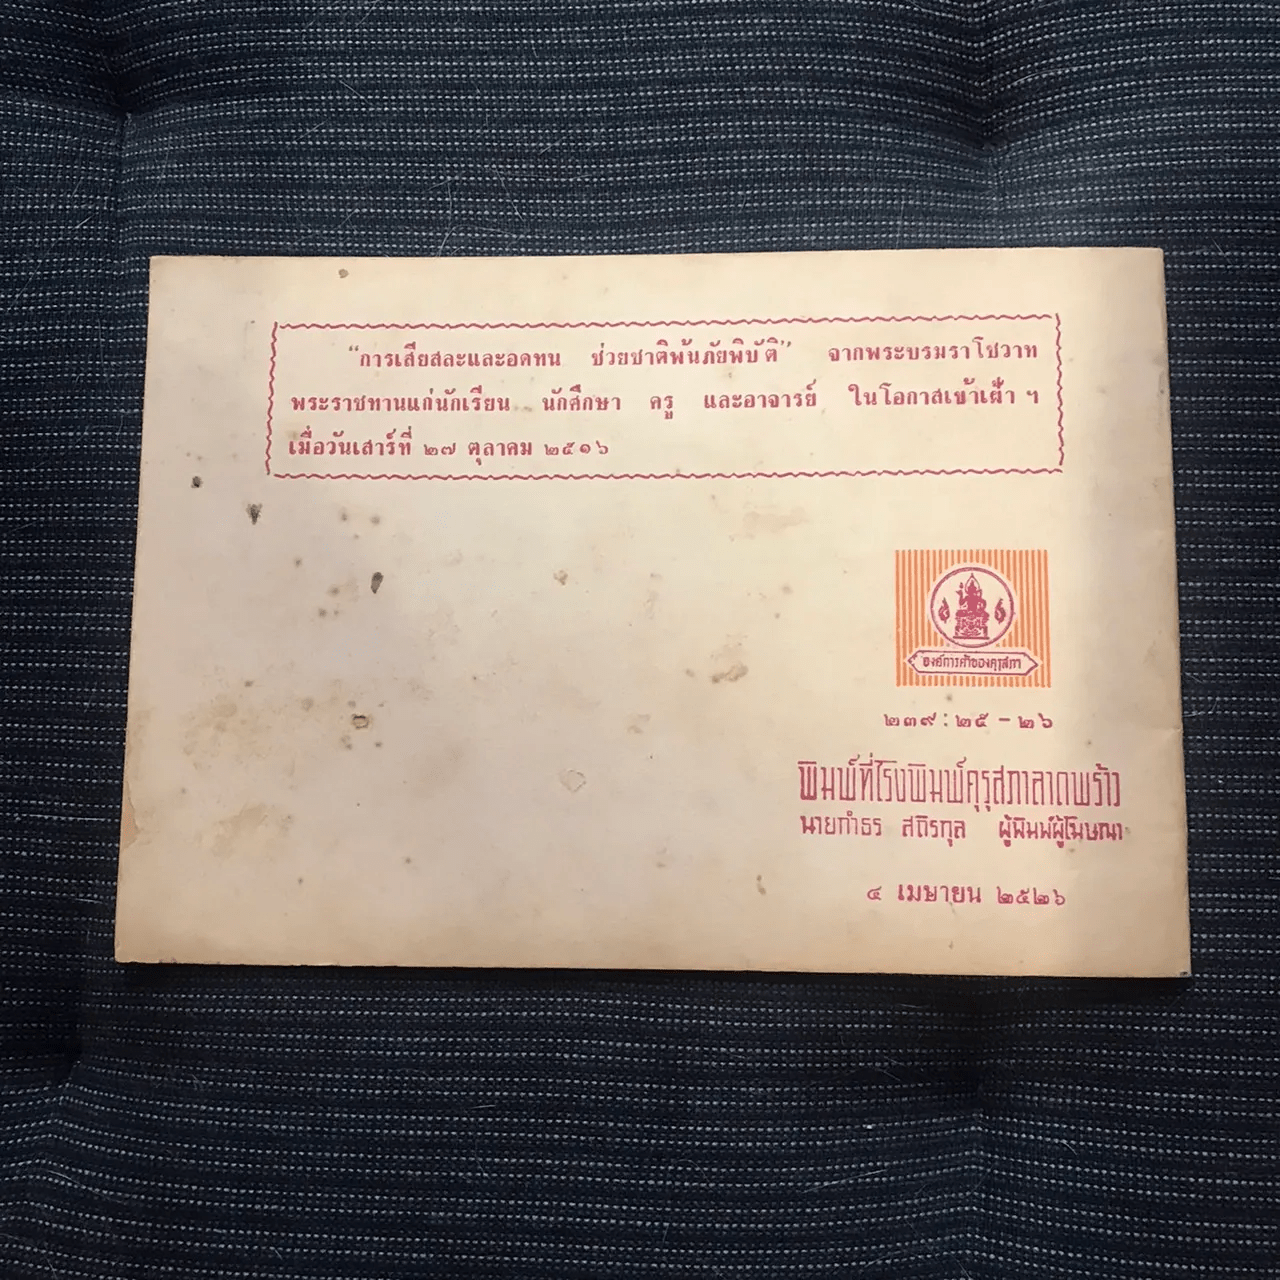 “การเสียสละและอดทน ช่วยชาติพ้นภัยพิบัติ” จากพระบรมราโชวาท
พระราชทานแก่นักเรียน นักศึกษา ครู และอาจารย์ ในโอกาสเข้าเฝ้า ฯ
เมื่อวันเสาร์ที่ ๒๗ ตุลาคม ๒๕๑๖
องค์การค้าของคุรุสภา
๒๓๙ : ๒๕ - ๒๖
พิมพ์ที่โรงพิมพ์คุรุสภาลาดพร้าว
นายกำธร สถิรกุล ผู้พิมพ์ผู้โฆษณา
๔ เมษายน ๒๕๒๖